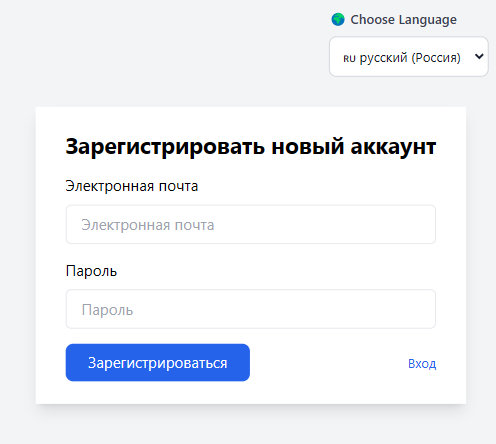 Choose Language
RU русский (Россия)
Зарегистрировать новый аккаунт
Электронная почта
Электронная почта
Пароль
Пароль
Зарегистрироваться
Вход